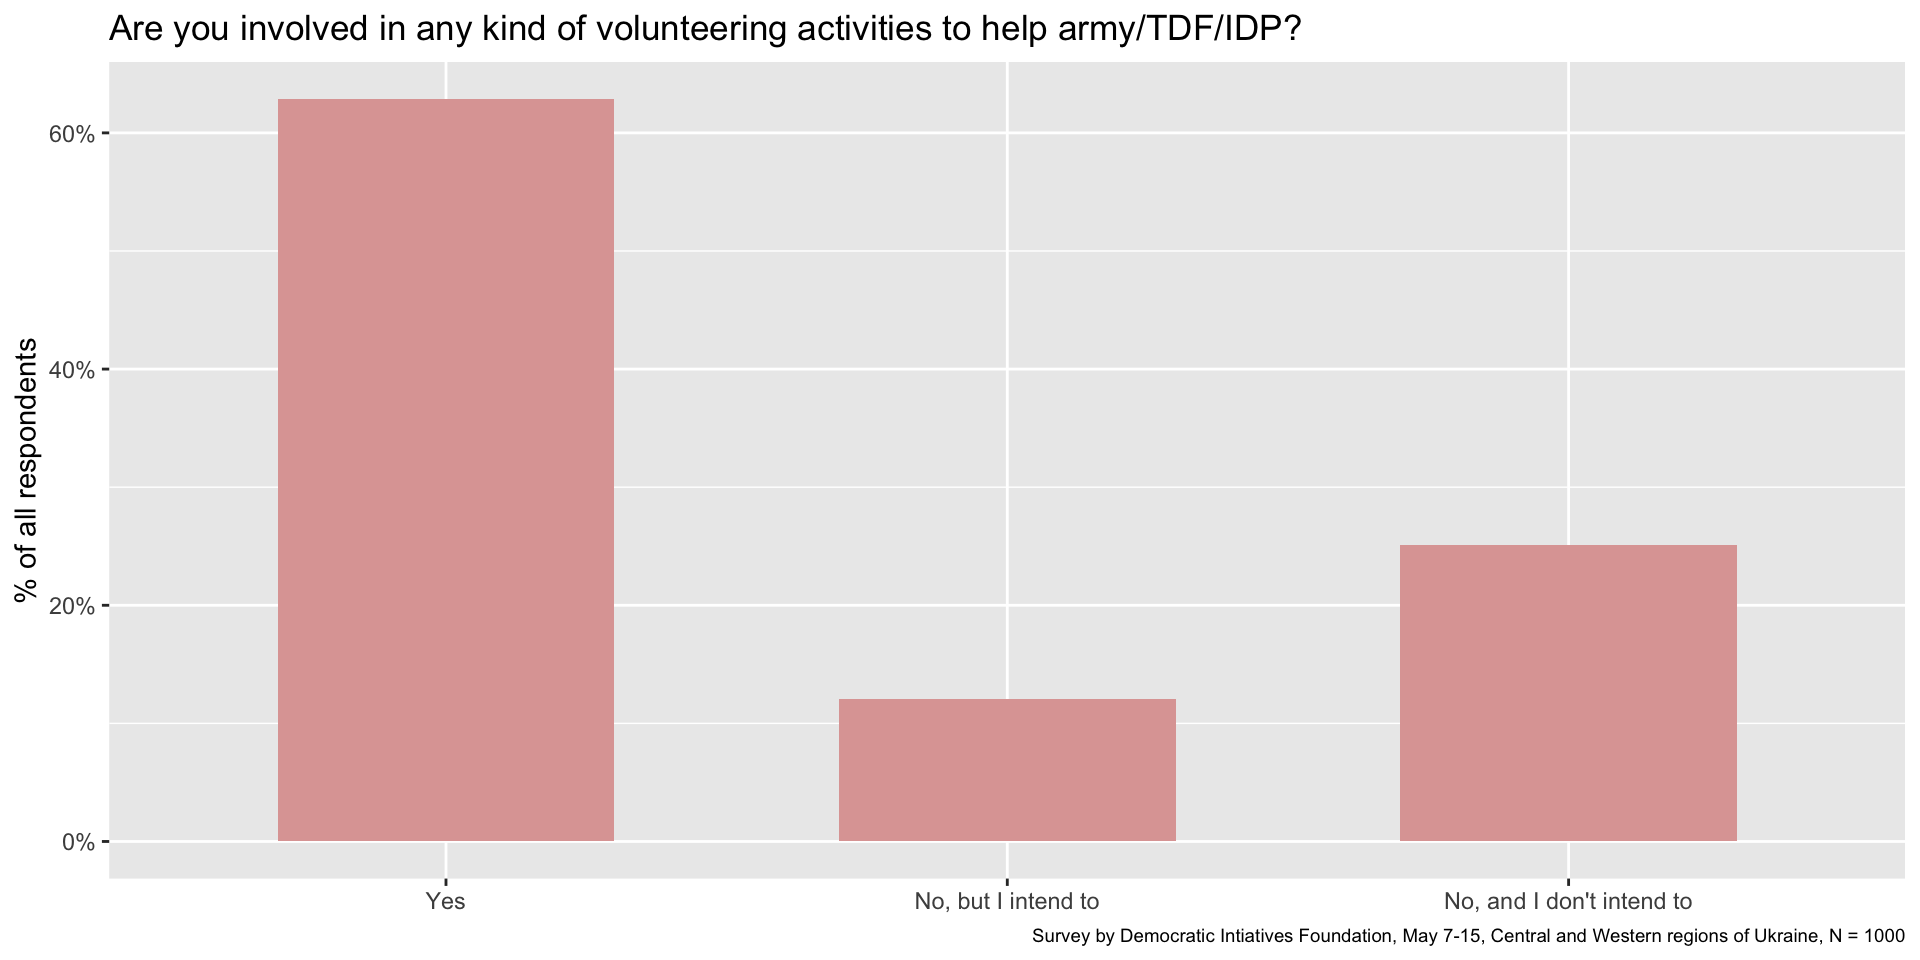 Are you involved in any kind of volunteering activities to help army/TDF/IDP?
% of all respondents
60%
40%
20%
0%
Yes
No, but I intend to
No, and I don't intend to
Survey by Democratic Intiatives Foundation, May 7-15, Central and Western regions of Ukraine, N = 1000